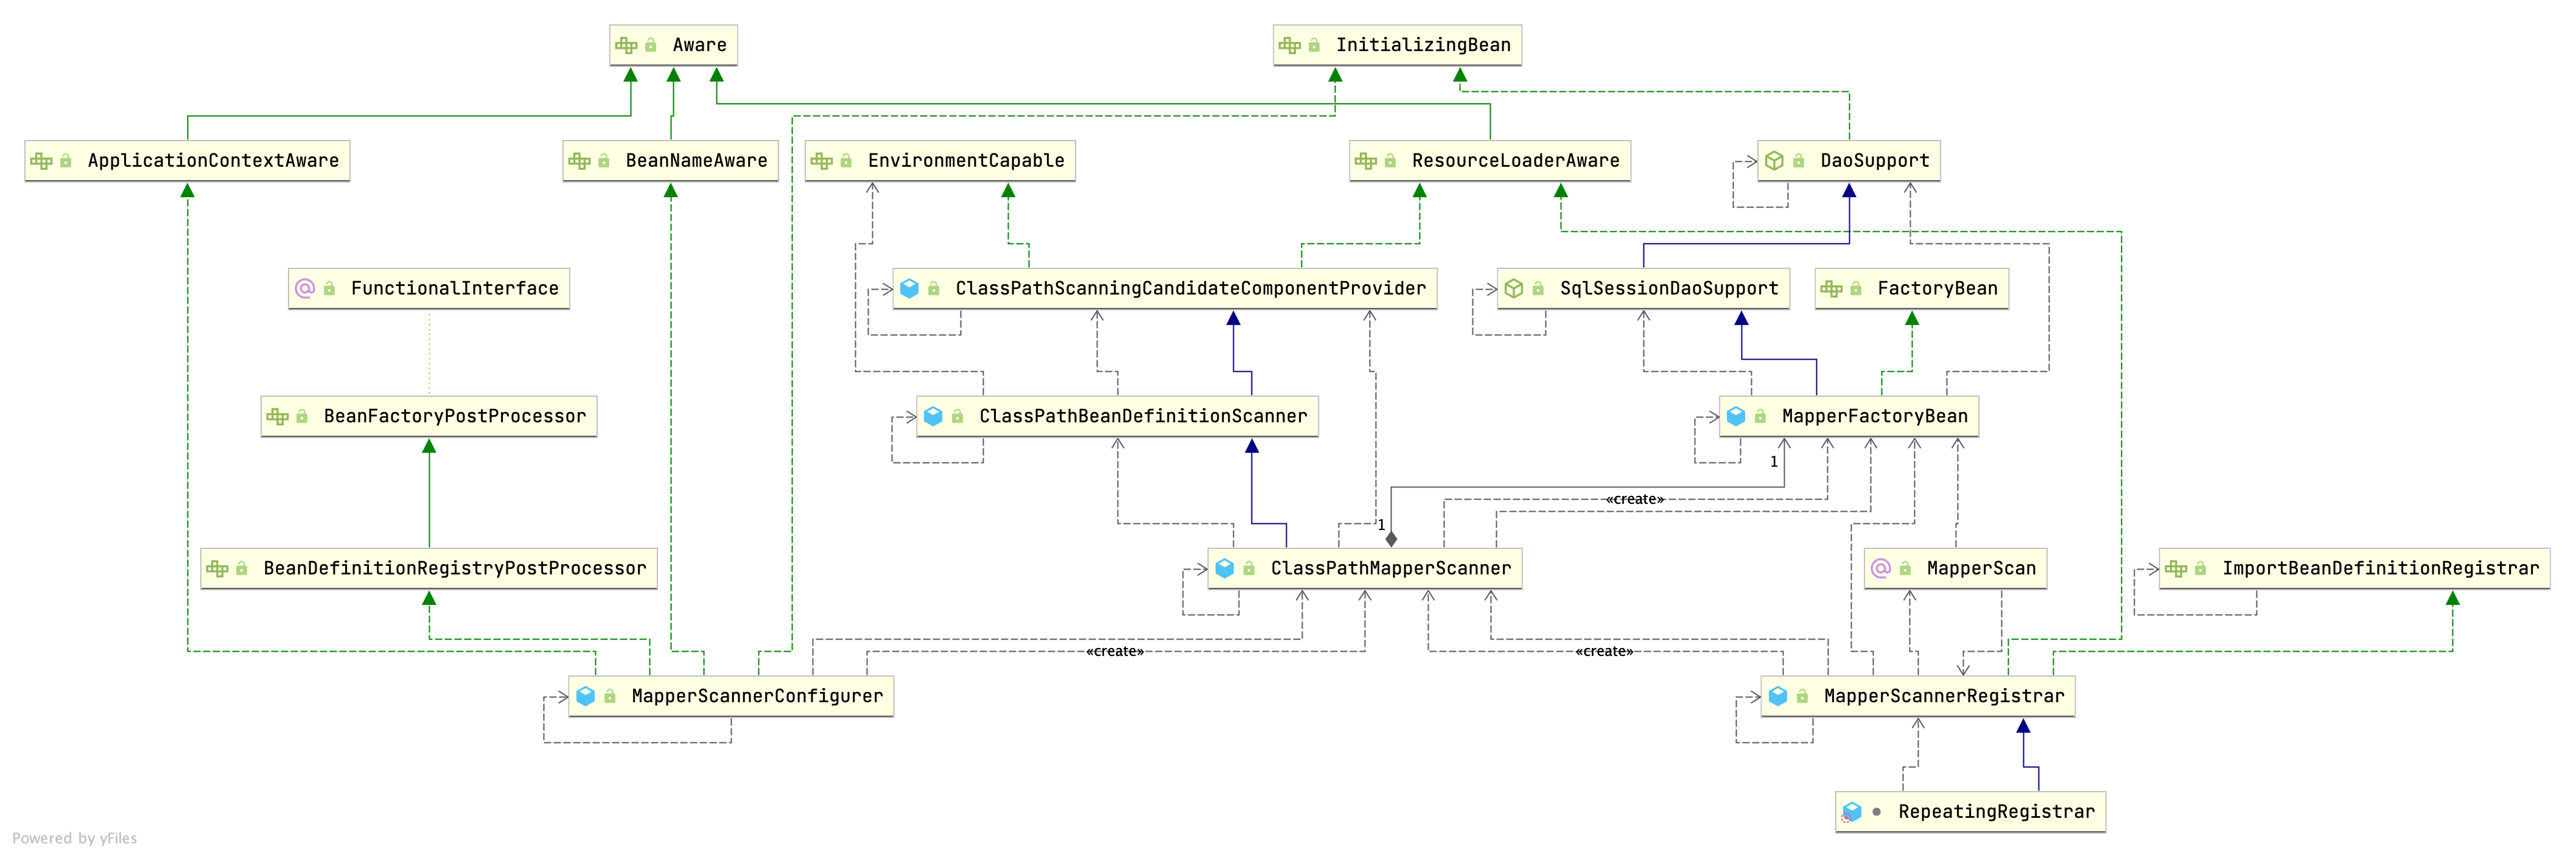 Aware
InitializingBean
ApplicationContextAware
BeanNameAware
EnvironmentCapable
ResourceLoaderAware
DaoSupport
@ FunctionalInterface
ClassPathScanningCandidateComponentProvider
SqlSessionDaoSupport
FactoryBean
BeanFactoryPostProcessor
ClassPathBeanDefinitionScanner
MapperFactoryBean
1
«create»
1
BeanDefinitionRegistryPostProcessor
ClassPathMapperScanner
@ MapperScan
ImportBeanDefinitionRegistrar
«create»
«create»
MapperScannerConfigurer
MapperScannerRegistrar
RepeatingRegistrar
Powered by yFiles